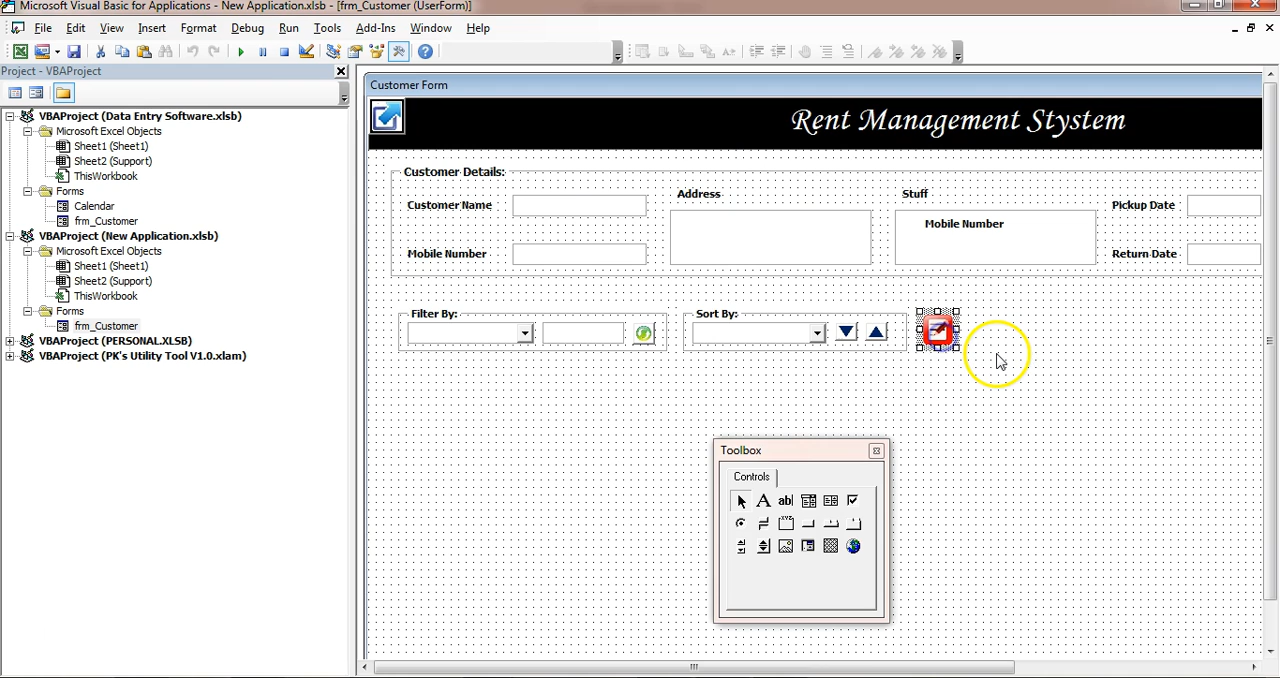 Microsoft Visual Basic for Applications - New Application.xlsb - [frm_Customer (UserForm)]
File Edit View Insert Format Debug Run Tools Add-Ins Window Help
Project - VBAProject
VBAProject (Data Entry Software.xlsb)
Microsoft Excel Objects
Sheet1 (Sheet1)
Sheet2 (Support)
ThisWorkbook
Forms
Calendar
frm_Customer
VBAProject (New Application.xlsb)
Microsoft Excel Objects
Sheet1 (Sheet1)
Sheet2 (Support)
ThisWorkbook
Forms
frm_Customer
VBAProject (PERSONAL.XLSB)
VBAProject (PK's Utility Tool V1.0.xlam)
Customer Form
Rent Management Stystem
Customer Details:
Customer Name
Address
Stuff
Pickup Date
Mobile Number
Mobile Number
Return Date
Filter By:
Sort By:
Toolbox
Controls
A
ab
XYZ